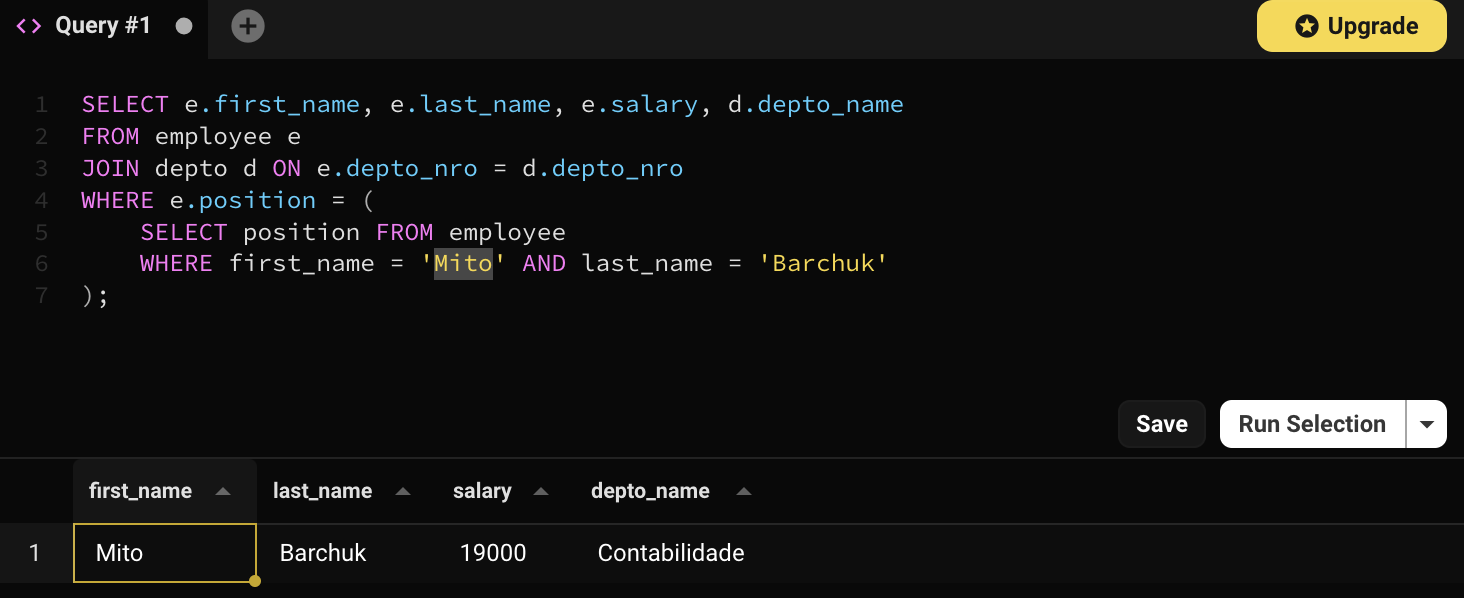 Query #1
Upgrade
1 SELECT e.first_name, e.last_name, e.salary, d.depto_name
2 FROM employee e
3 JOIN depto d ON e.depto_nro = d.depto_nro
4 WHERE e.position = (
5     SELECT position FROM employee
6     WHERE first_name = 'Mito' AND last_name = 'Barchuk'
7 );
Save Run Selection
first_name last_name salary depto_name
1 Mito Barchuk 19000 Contabilidade